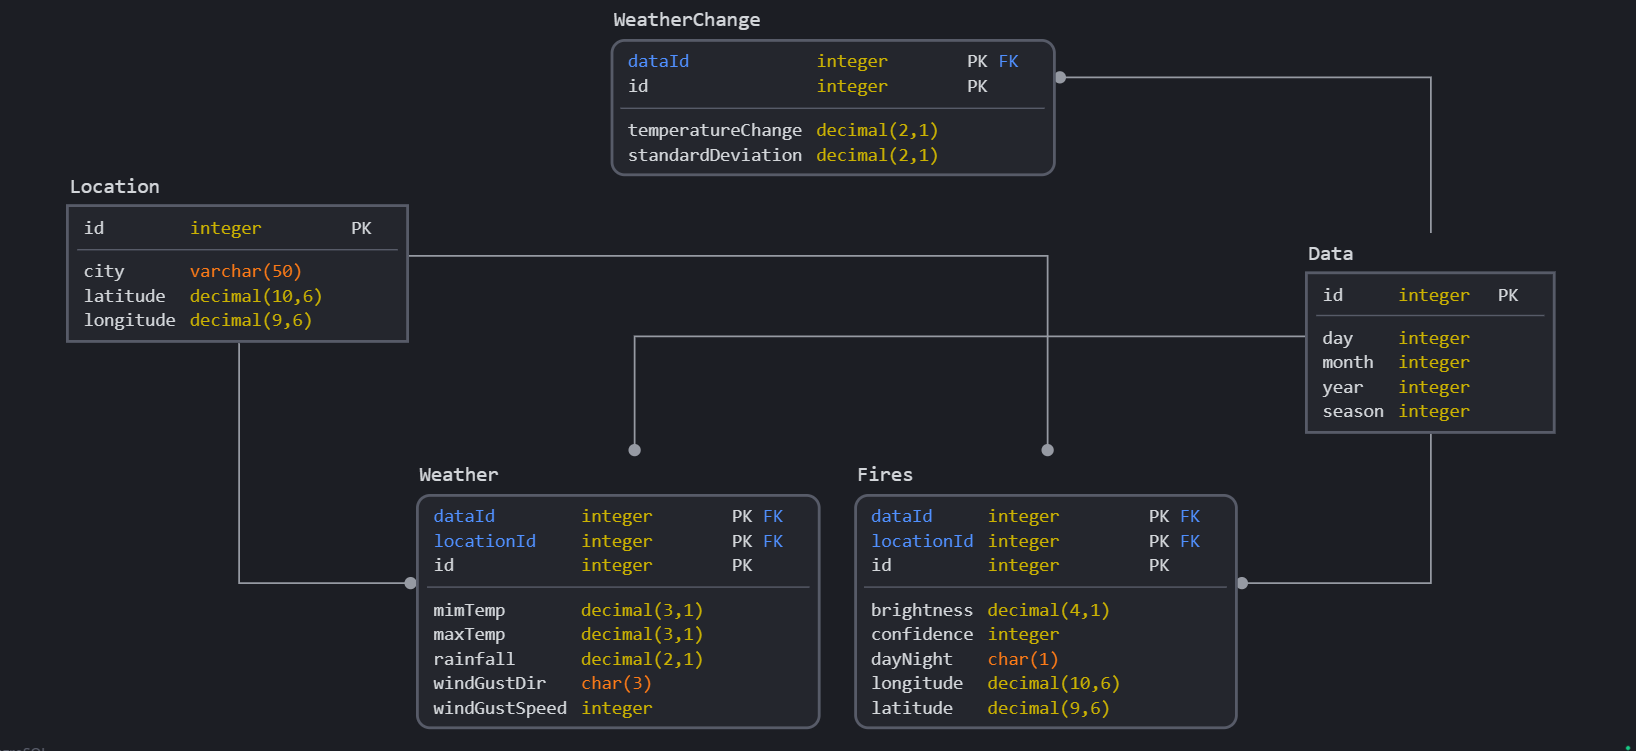 WeatherChange
dataId integer PK FK
id integer PK
temperatureChange decimal(2,1)
standardDeviation decimal(2,1)
Location
id integer PK
city varchar(50)
latitude decimal(10,6)
longitude decimal(9,6)
Data
id integer PK
day integer
month integer
year integer
season integer
Weather
dataId integer PK FK
locationId integer PK FK
id integer PK
mimTemp decimal(3,1)
maxTemp decimal(3,1)
rainfall decimal(2,1)
windGustDir char(3)
windGustSpeed integer
Fires
dataId integer PK FK
locationId integer PK FK
id integer PK
brightness decimal(4,1)
confidence integer
dayNight char(1)
longitude decimal(10,6)
latitude decimal(9,6)